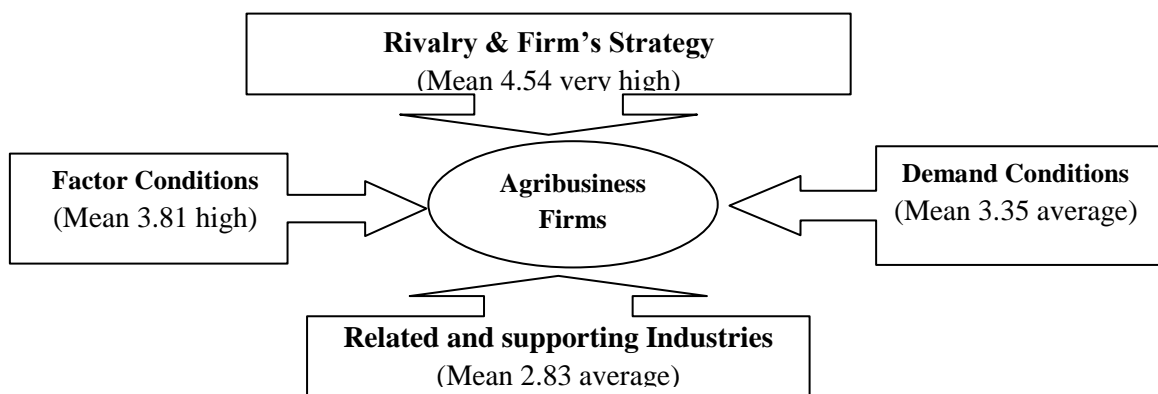 Rivalry & Firm’s Strategy
(Mean 4.54 very high)
Factor Conditions
(Mean 3.81 high)
Agribusiness
Firms
Demand Conditions
(Mean 3.35 average)
Related and supporting Industries
(Mean 2.83 average)